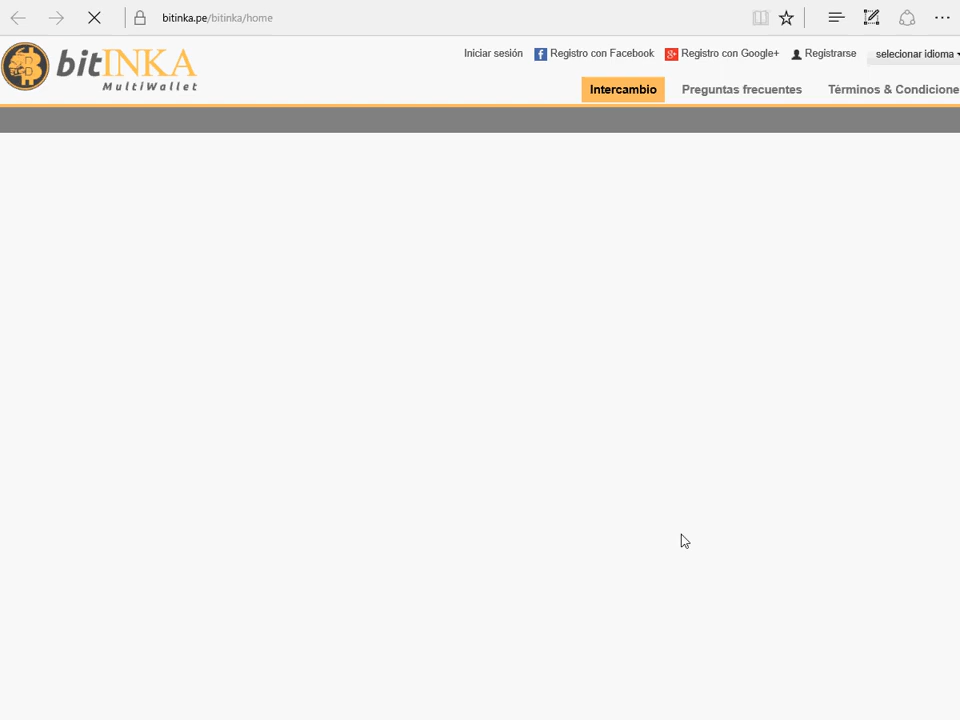 bitinka.pe/bitinka/home
bitINKA
MultiWallet
Iniciar sesión Registro con Facebook Registro con Google+ Registrarse selecionar idioma
Intercambio Preguntas frecuentes Términos & Condicione